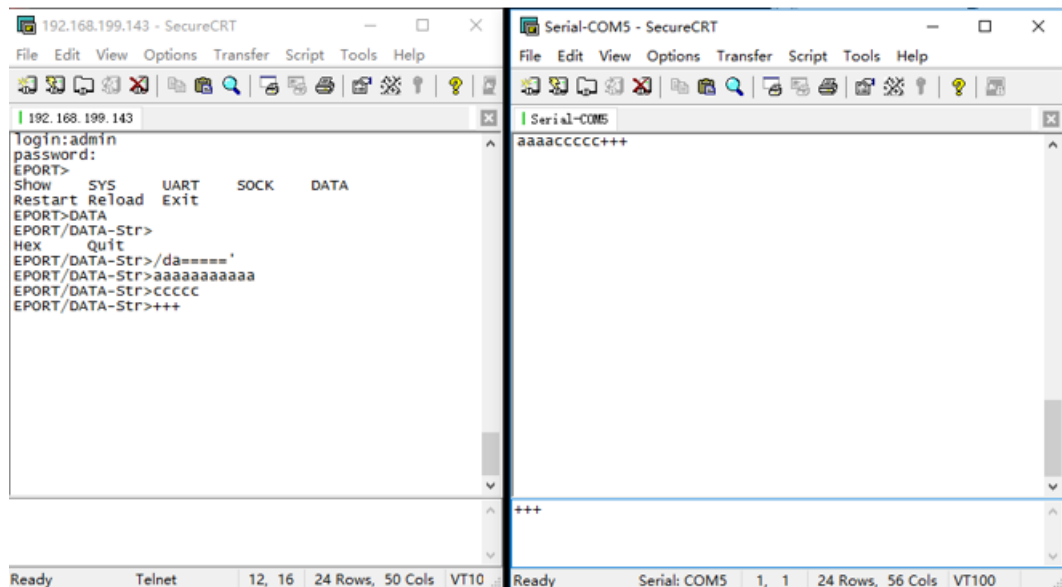 192.168.199.143 - SecureCRT
File Edit View Options Transfer Script Tools Help
192.168.199.143
login:admin
password:
EPORT>
Show SYS UART SOCK DATA
Restart Reload Exit
EPORT>DATA
EPORT/DATA-Str>
Hex Quit
EPORT/DATA-Str>/da====='
EPORT/DATA-Str>aaaaaaaaaaa
EPORT/DATA-Str>ccccc
EPORT/DATA-Str>+++
Ready Telnet 12, 16 24 Rows, 50 Cols VT10
Serial-COM5 - SecureCRT
File Edit View Options Transfer Script Tools Help
Serial-COM5
aaaaccccc+++
+++
Ready Serial: COM5 1, 1 24 Rows, 56 Cols VT100